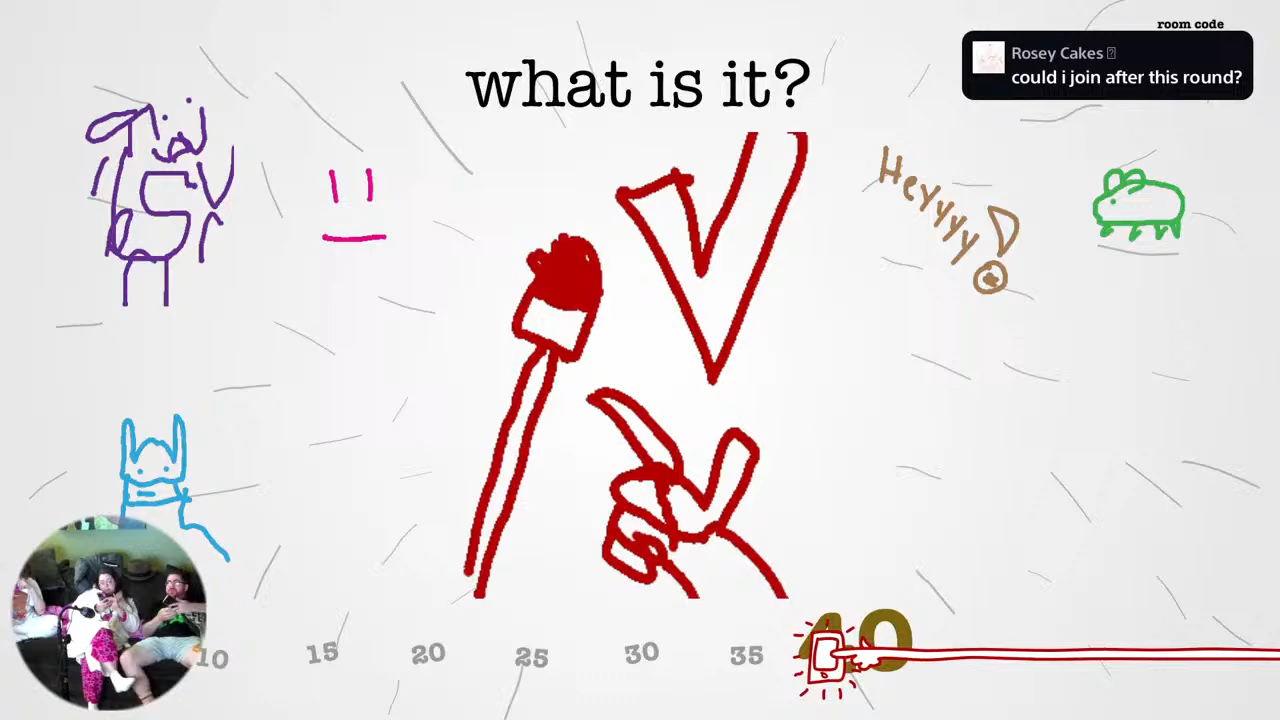 room code
Rosey Cakes
could i join after this round?
what is it?
Heyyyy!
10 15 20 25 30 35 40